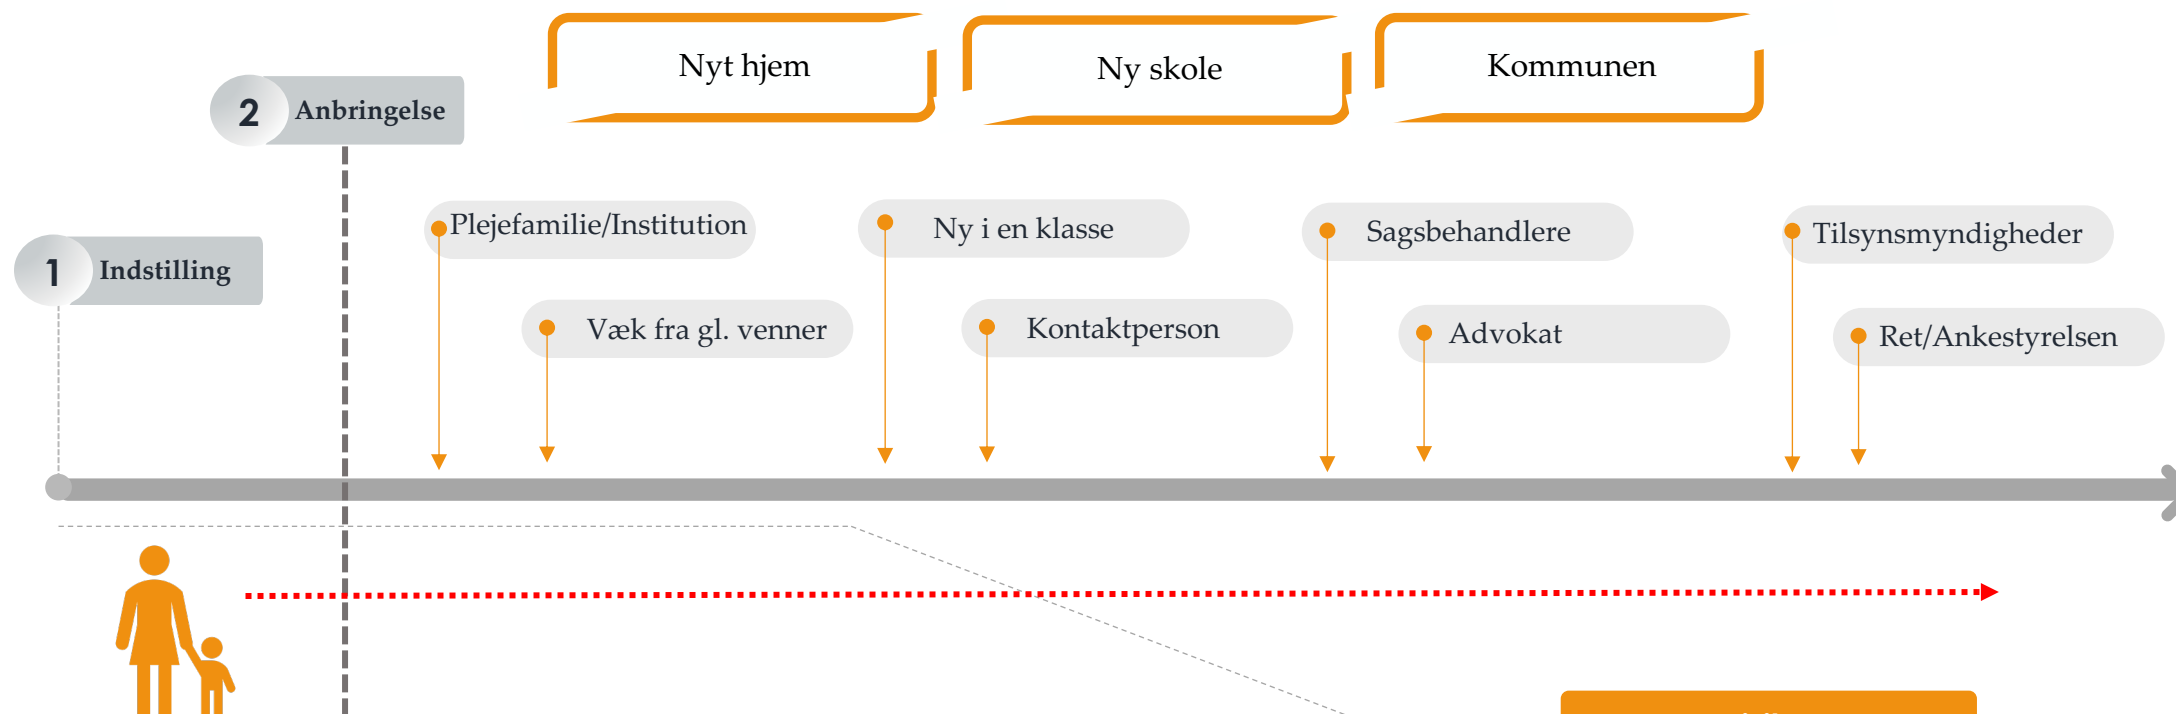 Nyt hjem
Ny skole
Kommunen
2 Anbringelse
1 Indstilling
Plejefamilie/Institution
Ny i en klasse
Sagsbehandlere
Tilsynsmyndigheder
Væk fra gl. venner
Kontaktperson
Advokat
Ret/Ankestyrelsen